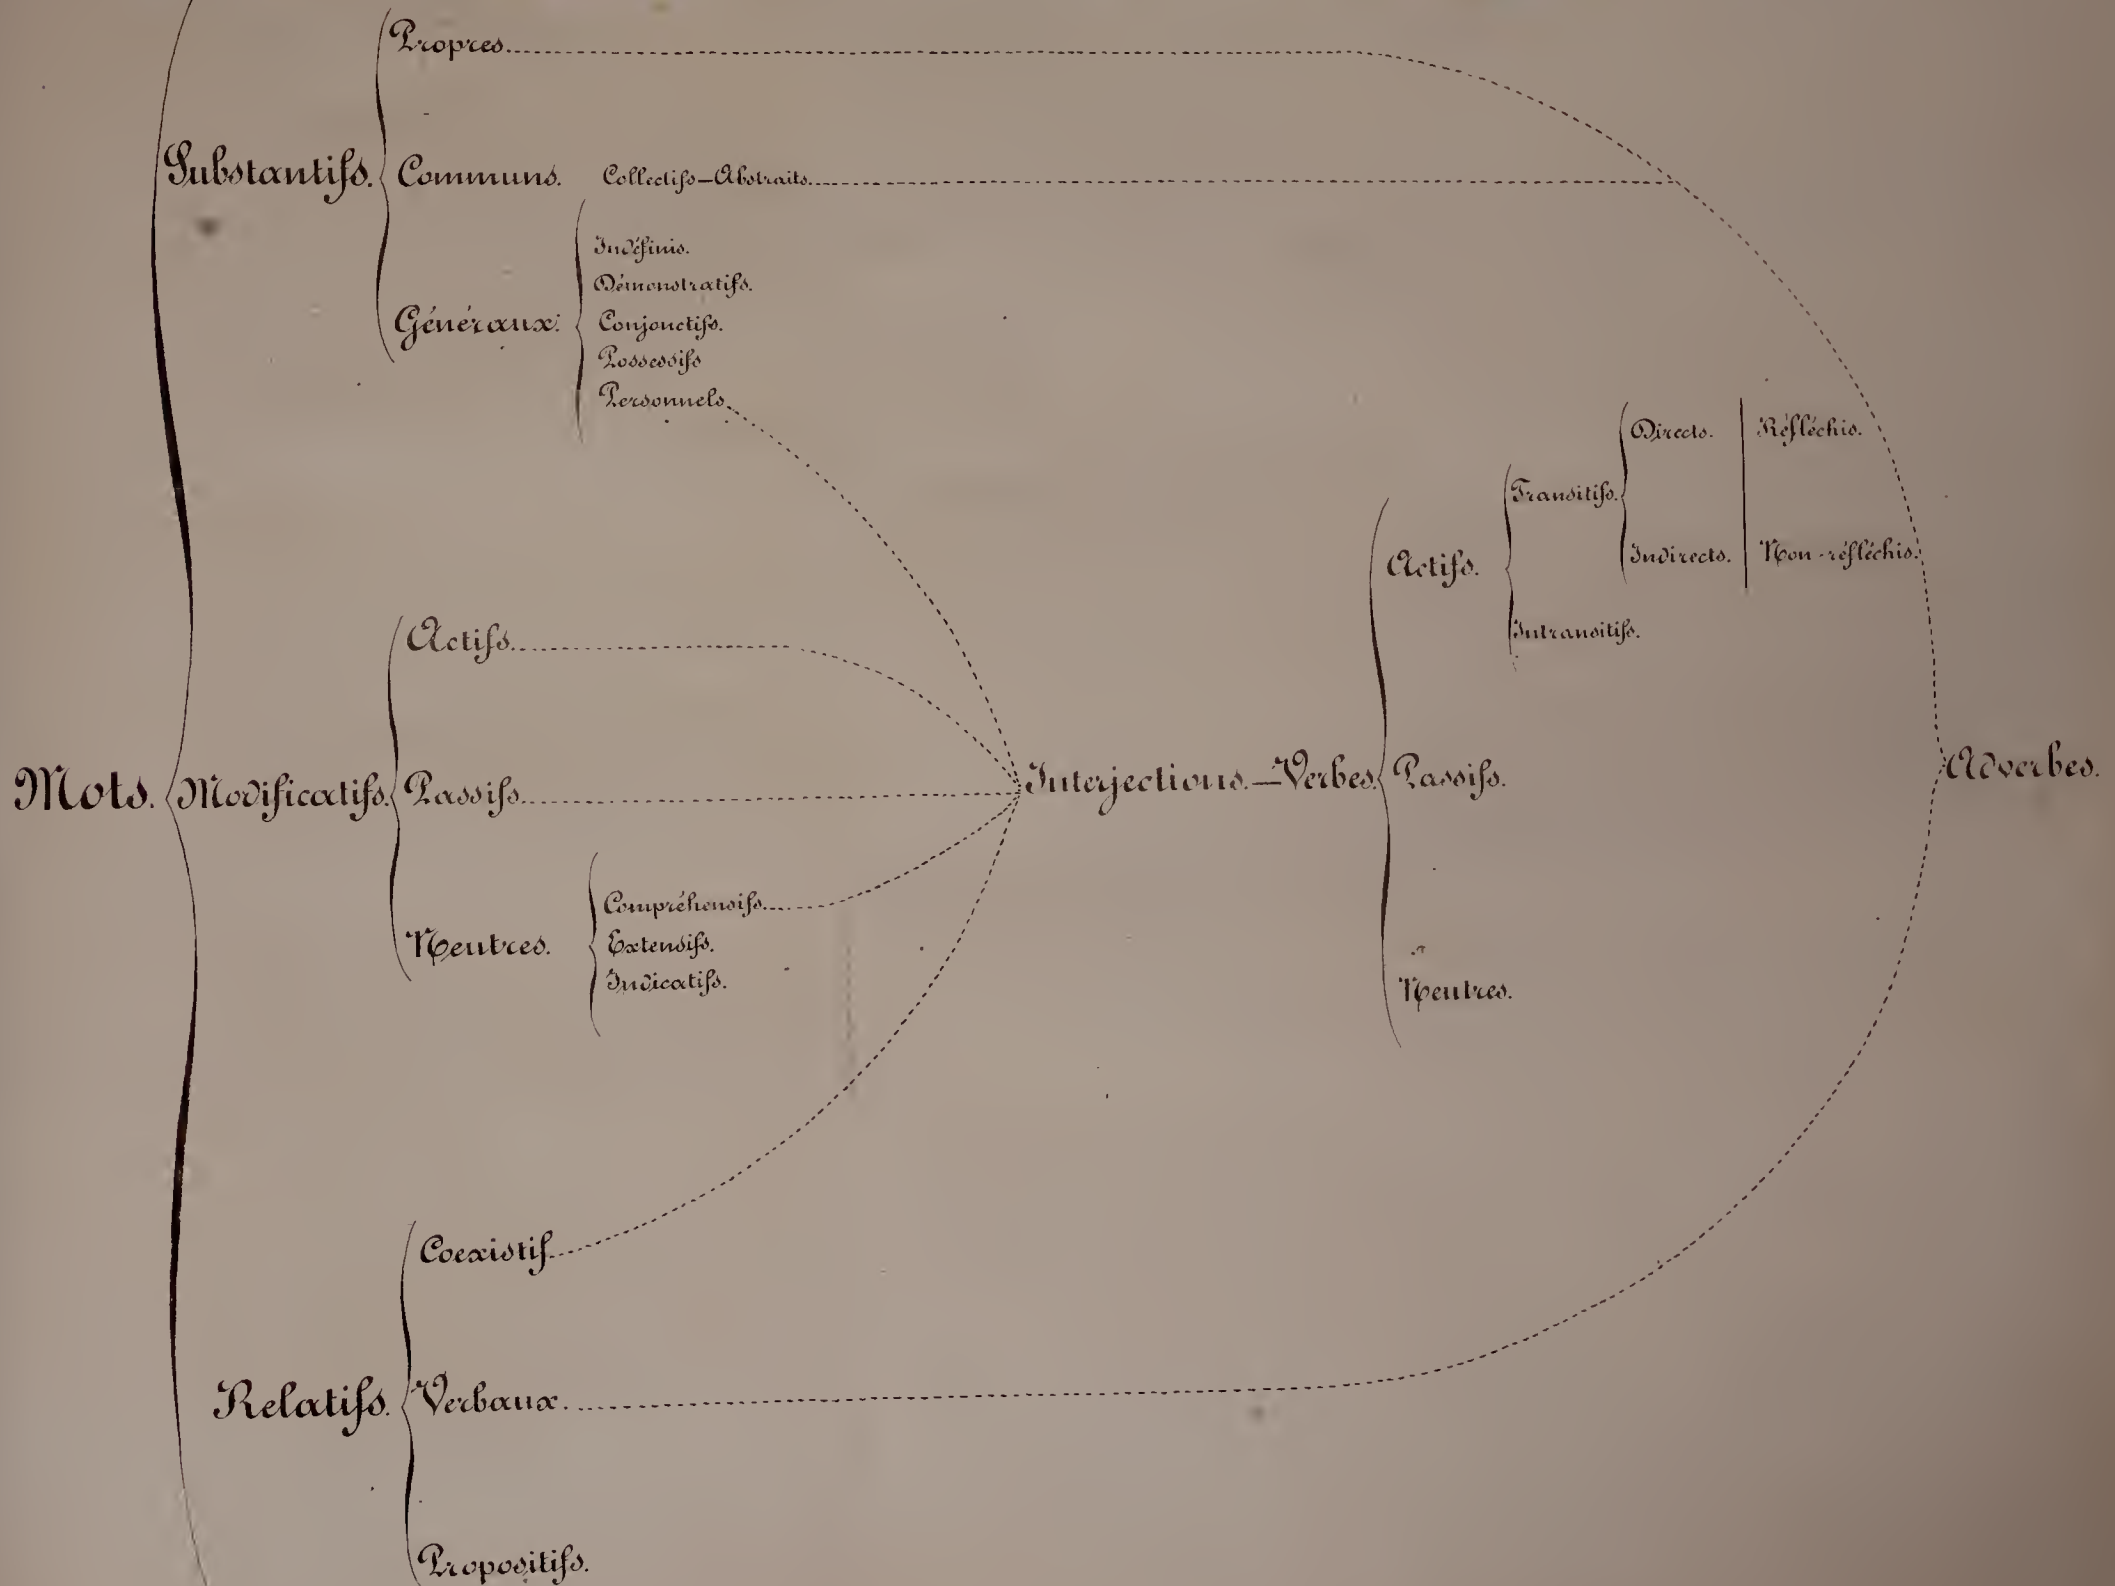 Mots.
Substantifs.
Propres.
Communs. Collectifs—Abstraits.
Généraux.
Indéfinis.
Démonstratifs.
Conjonctifs.
Possessifs
Personnels.
Modificatifs.
Actifs.
Passifs.
Neutres.
Compréhensifs.
Extensifs.
Indicatifs.
Relatifs.
Coexistif.
Verbaux.
Propositifs.
Interjections.—Verbes.
Actifs.
Transitifs.
Directs. Réfléchis.
Indirects. Non-réfléchis.
Intransitifs.
Passifs.
Neutres.
Adverbes.